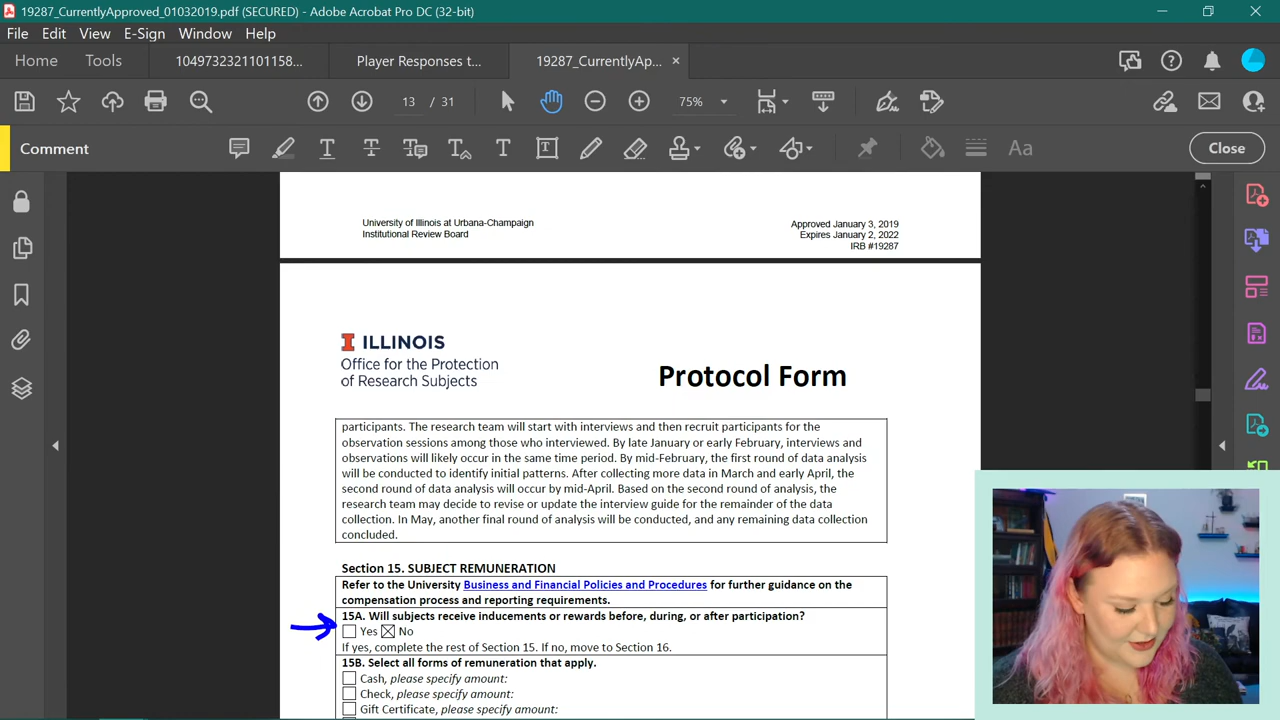 19287_CurrentlyApproved_01032019.pdf (SECURED) - Adobe Acrobat Pro DC (32-bit)
File Edit View E-Sign Window Help
Home Tools 1049732321101158... Player Responses t... 19287_CurrentlyAp... ×
13 / 31 75%
Comment T T T T T T Aa Close
University of Illinois at Urbana-Champaign
Institutional Review Board
Approved January 3, 2019
Expires January 2, 2022
IRB #19287
I ILLINOIS
Office for the Protection
of Research Subjects
Protocol Form
participants. The research team will start with interviews and then recruit participants for the
observation sessions among those who interviewed. By late January or early February, interviews and
observations will likely occur in the same time period. By mid-February, the first round of data analysis
will be conducted to identify initial patterns. After collecting more data in March and early April, the
second round of data analysis will occur by mid-April. Based on the second round of analysis, the
research team may decide to revise or update the interview guide for the remainder of the data
collection. In May, another final round of analysis will be conducted, and any remaining data collection
concluded.
Section 15. SUBJECT REMUNERATION
Refer to the University Business and Financial Policies and Procedures for further guidance on the
compensation process and reporting requirements.
15A. Will subjects receive inducements or rewards before, during, or after participation?
Yes No
If yes, complete the rest of Section 15. If no, move to Section 16.
15B. Select all forms of remuneration that apply.
Cash, please specify amount:
Check, please specify amount:
Gift Certificate, please specify amount: